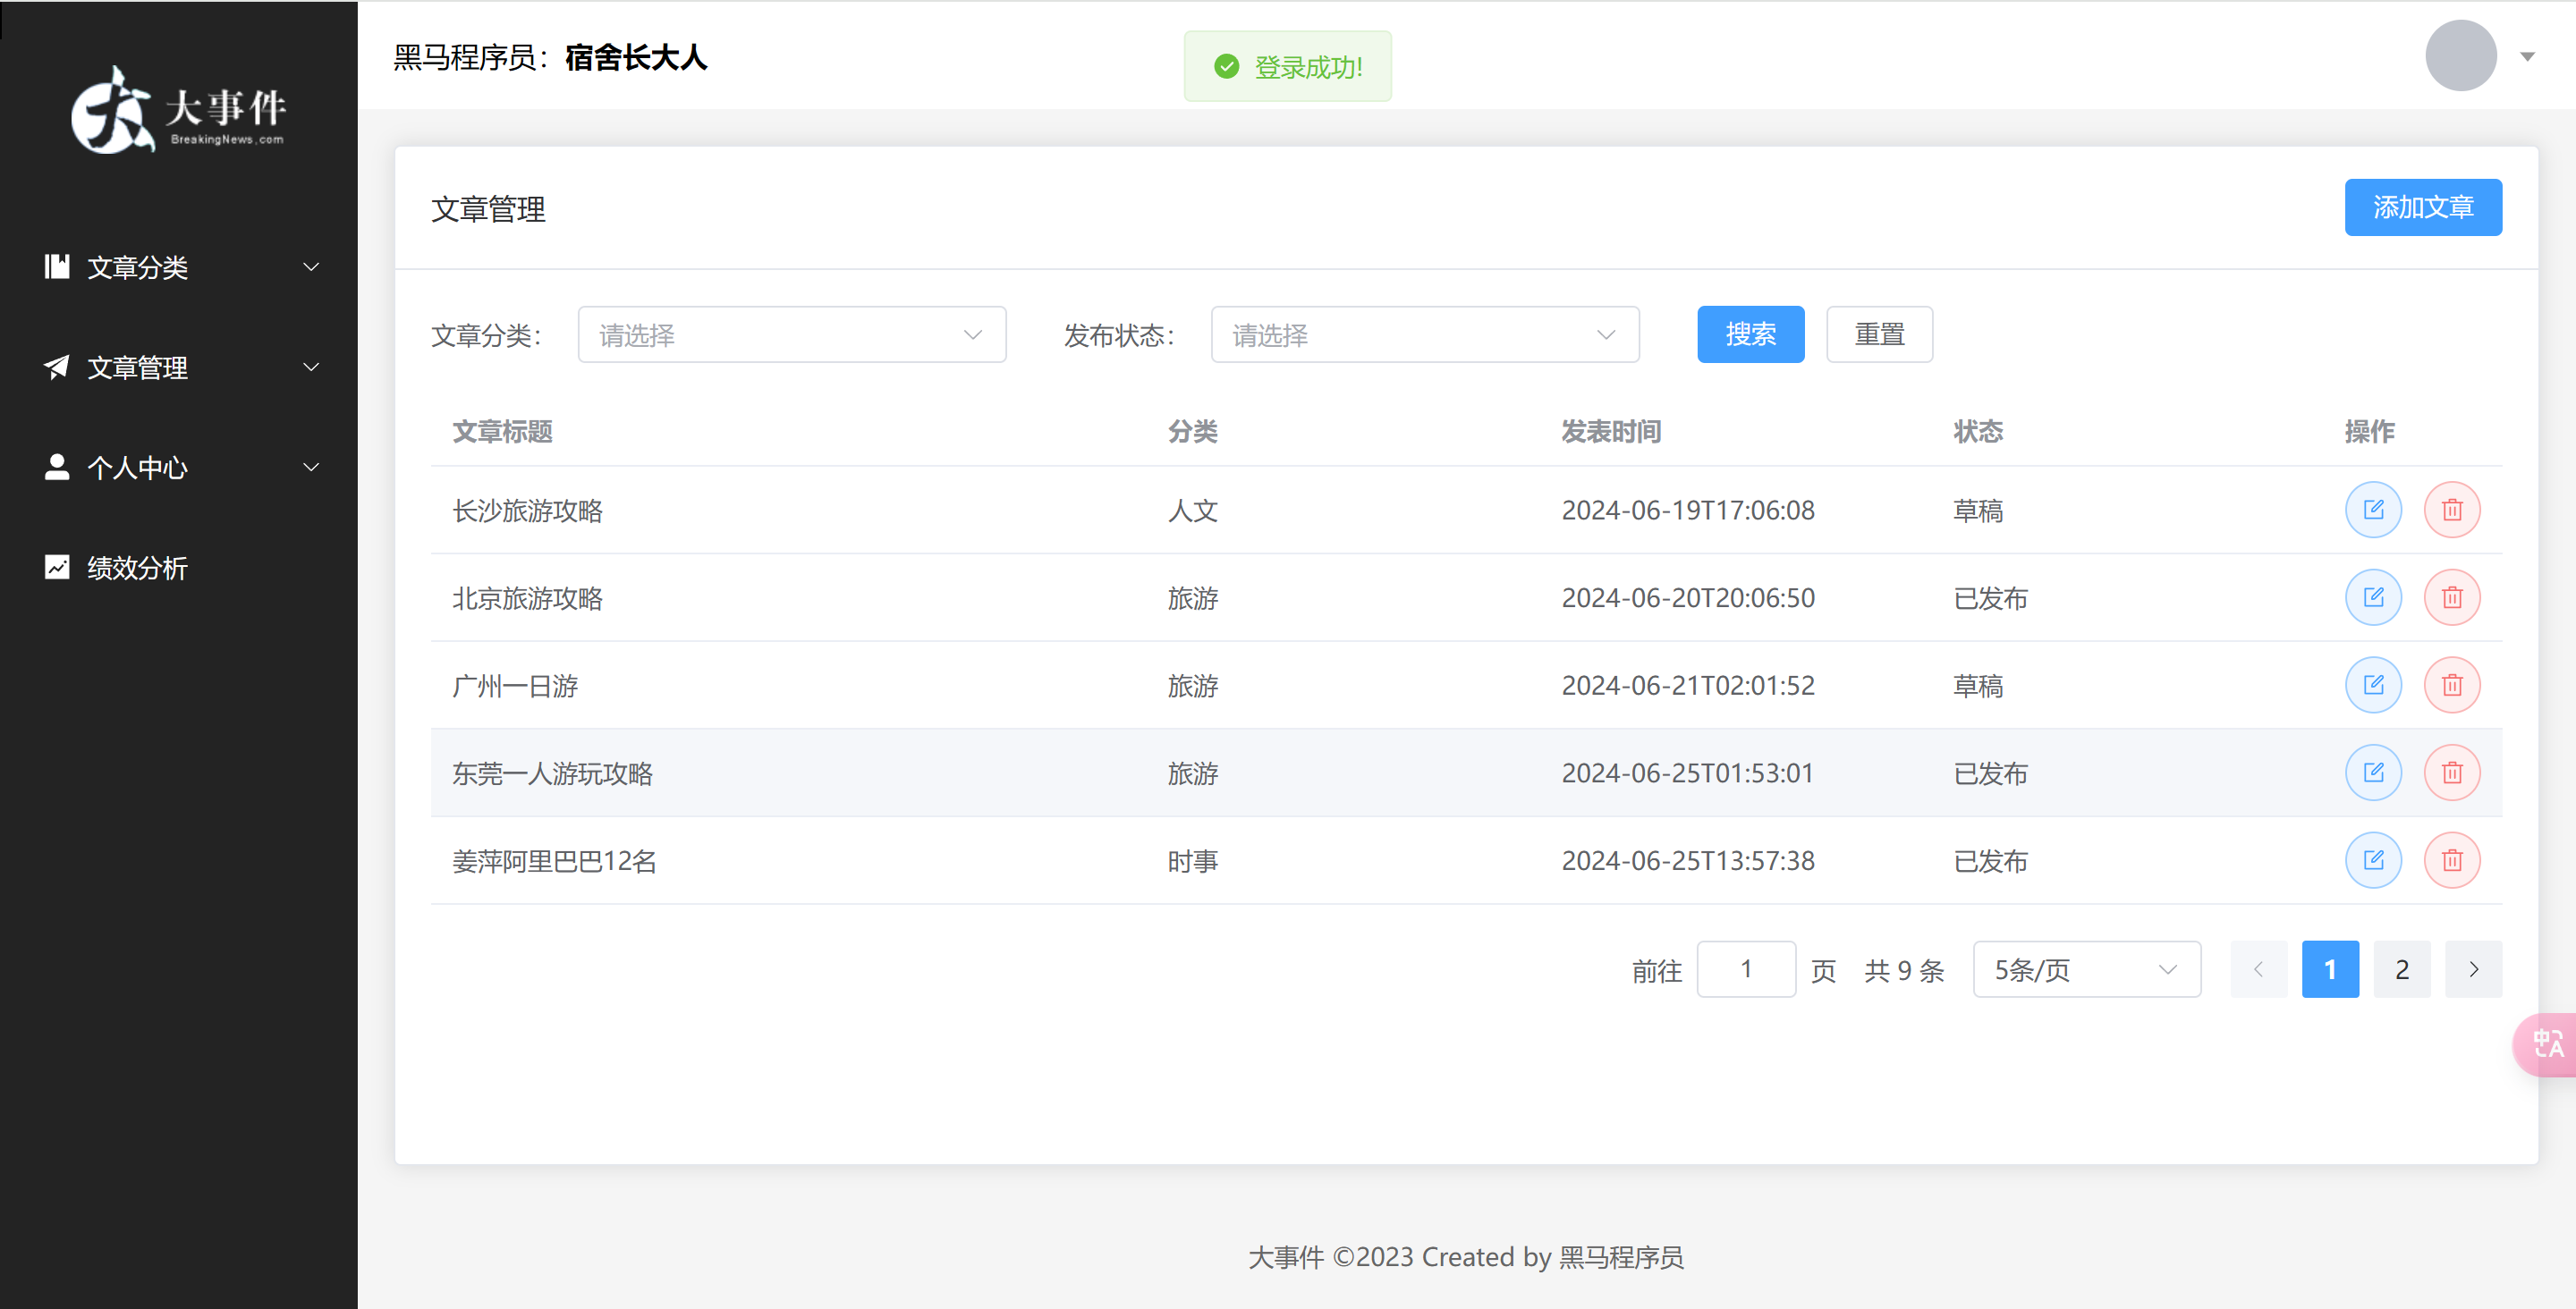 大事件
BreakingNews.com
文章分类
文章管理
个人中心
绩效分析
黑马程序员：宿舍长大人
登录成功!
文章管理
添加文章
文章分类： 请选择 发布状态： 请选择 搜索 重置
文章标题 分类 发表时间 状态 操作
长沙旅游攻略 人文 2024-06-19T17:06:08 草稿
北京旅游攻略 旅游 2024-06-20T20:06:50 已发布
广州一日游 旅游 2024-06-21T02:01:52 草稿
东莞一人游玩攻略 旅游 2024-06-25T01:53:01 已发布
姜萍阿里巴巴12名 时事 2024-06-25T13:57:38 已发布
前往 1 页 共 9 条 5条/页 1 2
中A
大事件 ©2023 Created by 黑马程序员